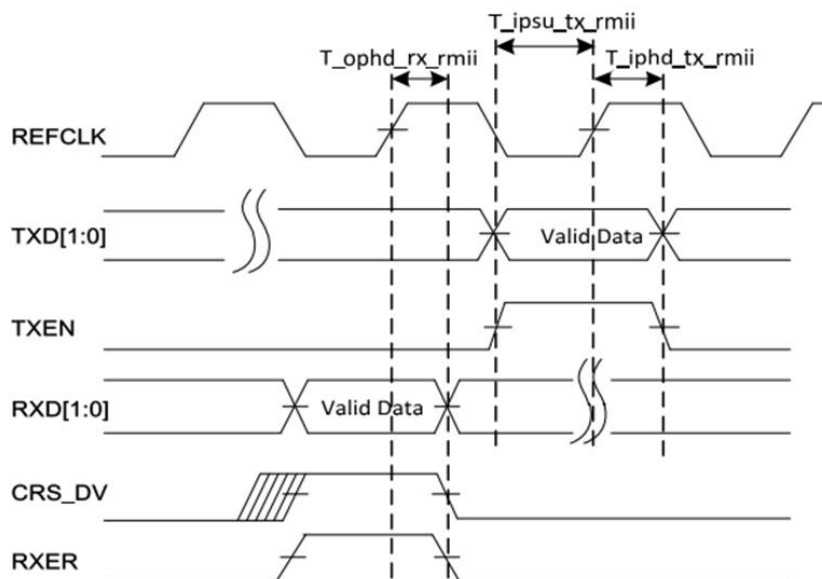 T_ipsu_tx_rmii
T_ophd_rx_rmii
T_iphd_tx_rmii
REFCLK
TXD[1:0]
Valid Data
TXEN
RXD[1:0]
Valid Data
CRS_DV
RXER